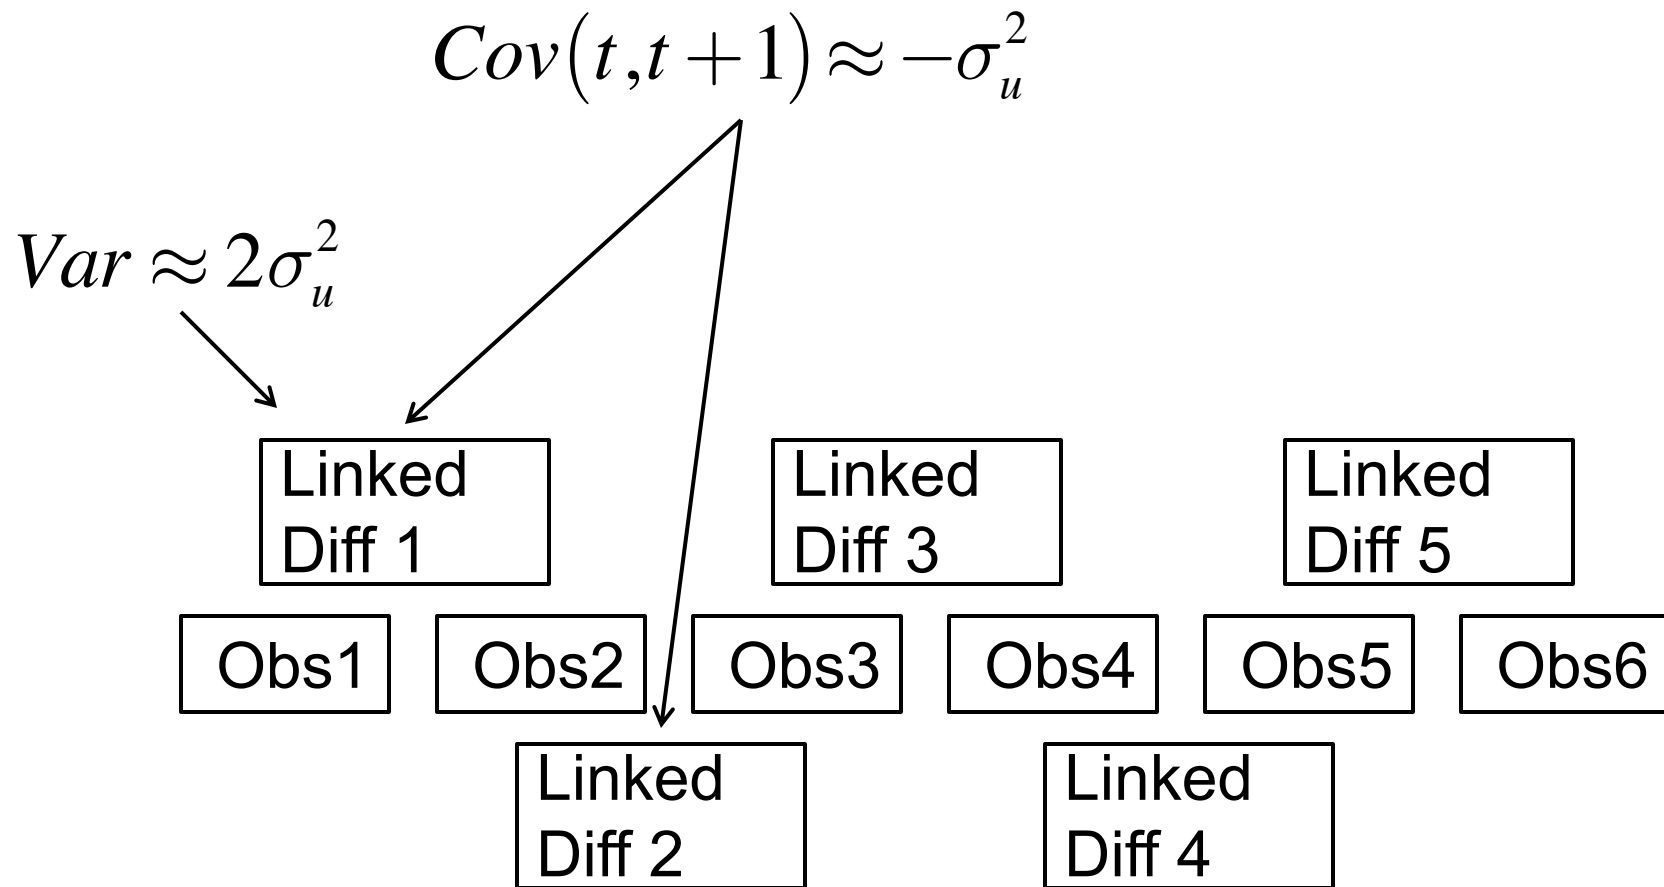 Cov(t,t+1)≈−σ_u^2
Var≈2σ_u^2
Linked
Diff 1
Linked
Diff 3
Linked
Diff 5
Obs1
Obs2
Obs3
Obs4
Obs5
Obs6
Linked
Diff 2
Linked
Diff 4